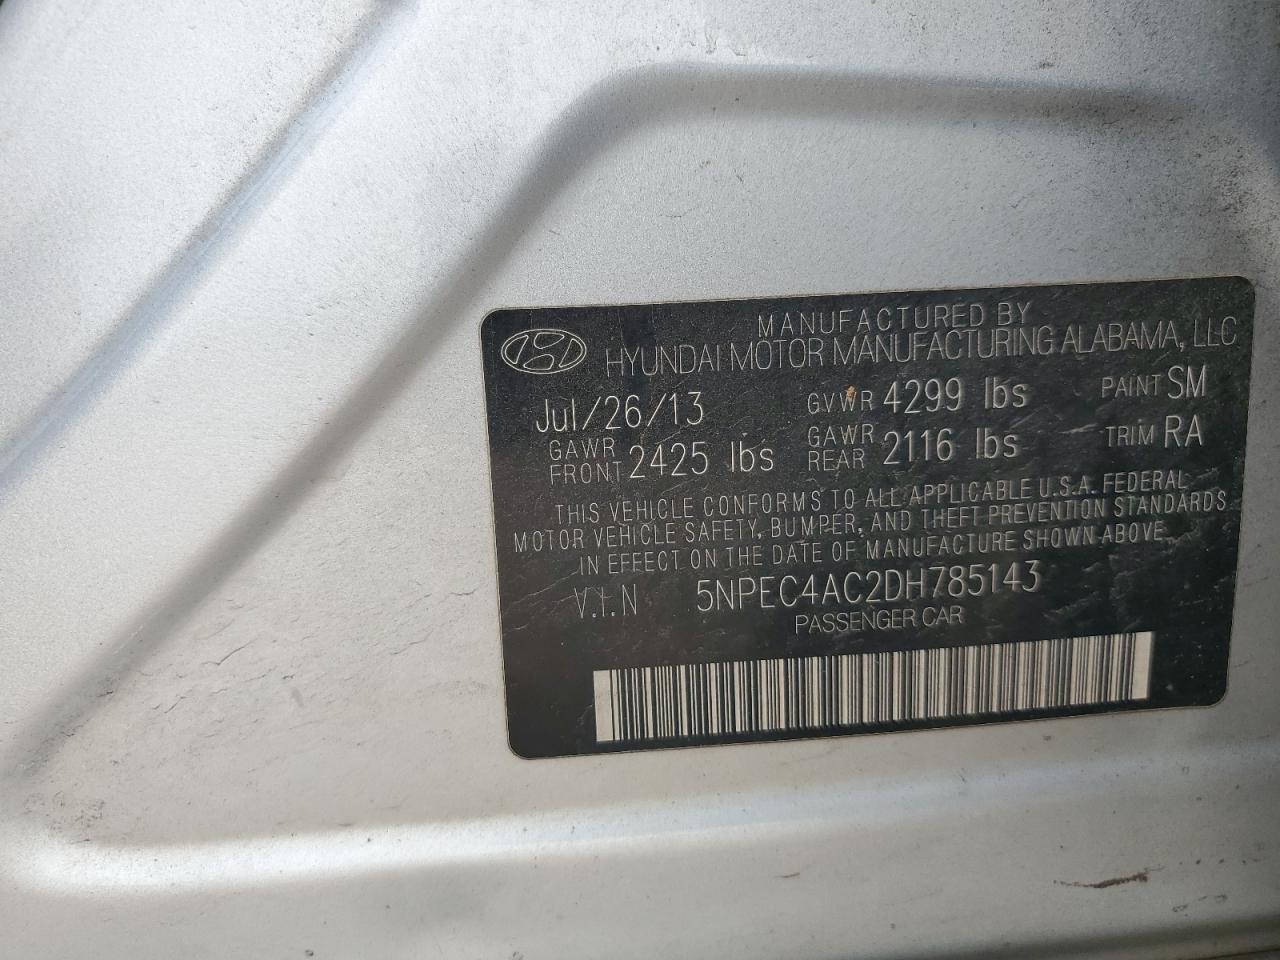 MANUFACTURED BY
HYUNDAI MOTOR MANUFACTURING ALABAMA, LLC
Jul/26/13 GVWR 4299 lbs PAINT SM
GAWR FRONT 2425 lbs GAWR REAR 2116 lbs TRIM RA
THIS VEHICLE CONFORMS TO ALL APPLICABLE U.S.A. FEDERAL
MOTOR VEHICLE SAFETY, BUMPER, AND THEFT PREVENTION STANDARDS
IN EFFECT ON THE DATE OF MANUFACTURE SHOWN ABOVE.
V.I.N 5NPEC4AC2DH785143
PASSENGER CAR